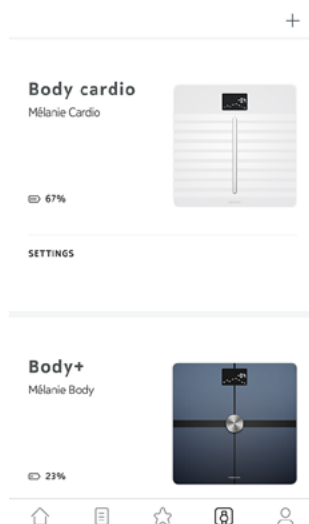 Body cardio
Mélanie Cardio
67%
SETTINGS
Body+
Mélanie Body
23%